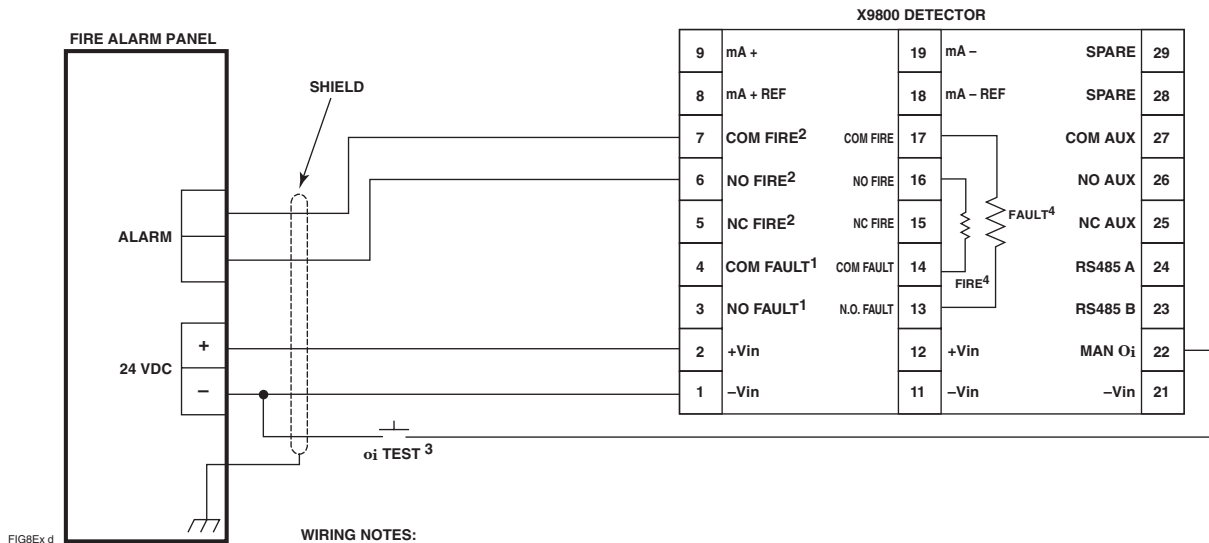 X9800 DETECTOR
FIRE ALARM PANEL
SHIELD
ALARM
24 VDC
+
–
oi TEST 3
9 mA +
8 mA + REF
7 COM FIRE2
6 NO FIRE2
5 NC FIRE2
4 COM FAULT1
3 NO FAULT1
2 +Vin
1 –Vin
19 mA –
18 mA – REF
COM FIRE 17
NO FIRE 16
NC FIRE 15
COM FAULT 14
N.O. FAULT 13
12 +Vin
11 –Vin
FAULT4
FIRE4
SPARE 29
SPARE 28
COM AUX 27
NO AUX 26
NC AUX 25
RS485 A 24
RS485 B 23
MAN Oi 22
–Vin 21
FIG8Ex d
WIRING NOTES: